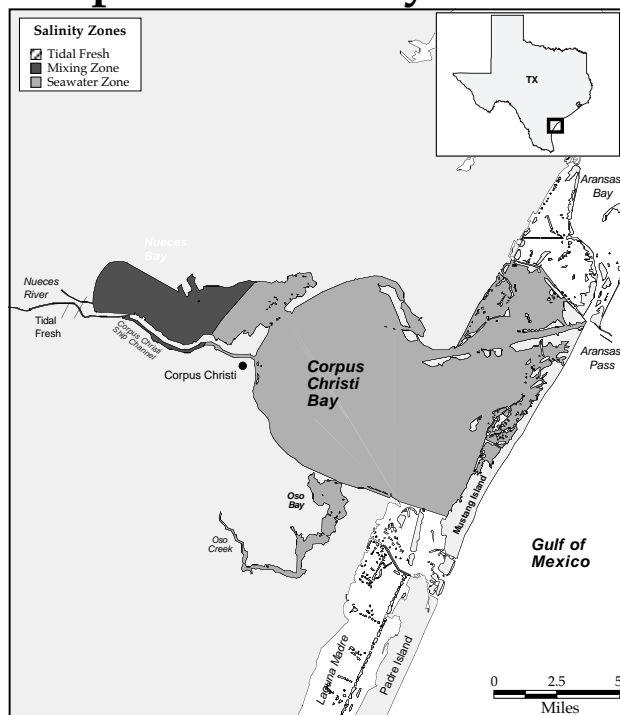 Salinity Zones
Tidal Fresh
Mixing Zone
Seawater Zone
TX
Aransas
Bay
Nueces
Bay
Nueces
River
Tidal
Fresh
Corpus Christi
Ship Channel
Corpus Christi
Corpus
Christi
Bay
Aransas
Pass
Oso
Bay
Oso
Creek
Mustang Island
Gulf of
Mexico
Laguna Madre
Padre Island
0 2.5 5
Miles